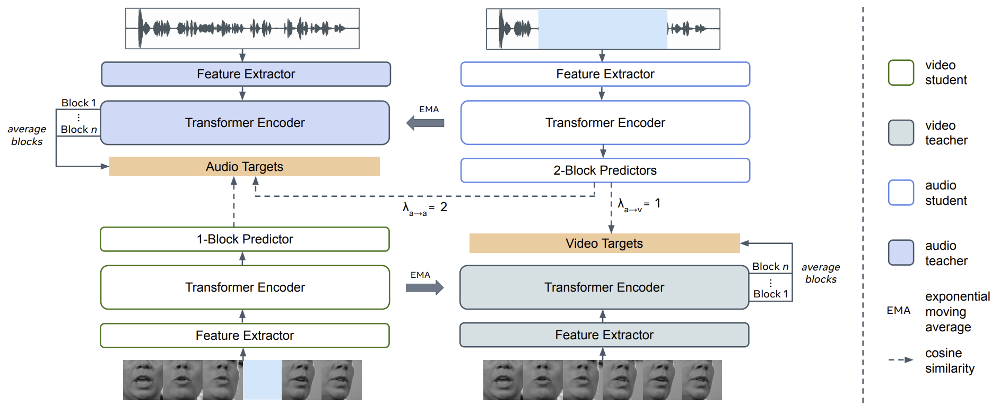 Feature Extractor
Feature Extractor
Block 1
⋮
Block n
average
blocks
Transformer Encoder
EMA
Transformer Encoder
Audio Targets
2-Block Predictors
λa→a = 2
λa→v = 1
1-Block Predictor
Video Targets
Transformer Encoder
EMA
Transformer Encoder
Block n
⋮
Block 1
average
blocks
Feature Extractor
Feature Extractor
video
student
video
teacher
audio
student
audio
teacher
EMA
exponential
moving
average
cosine
similarity